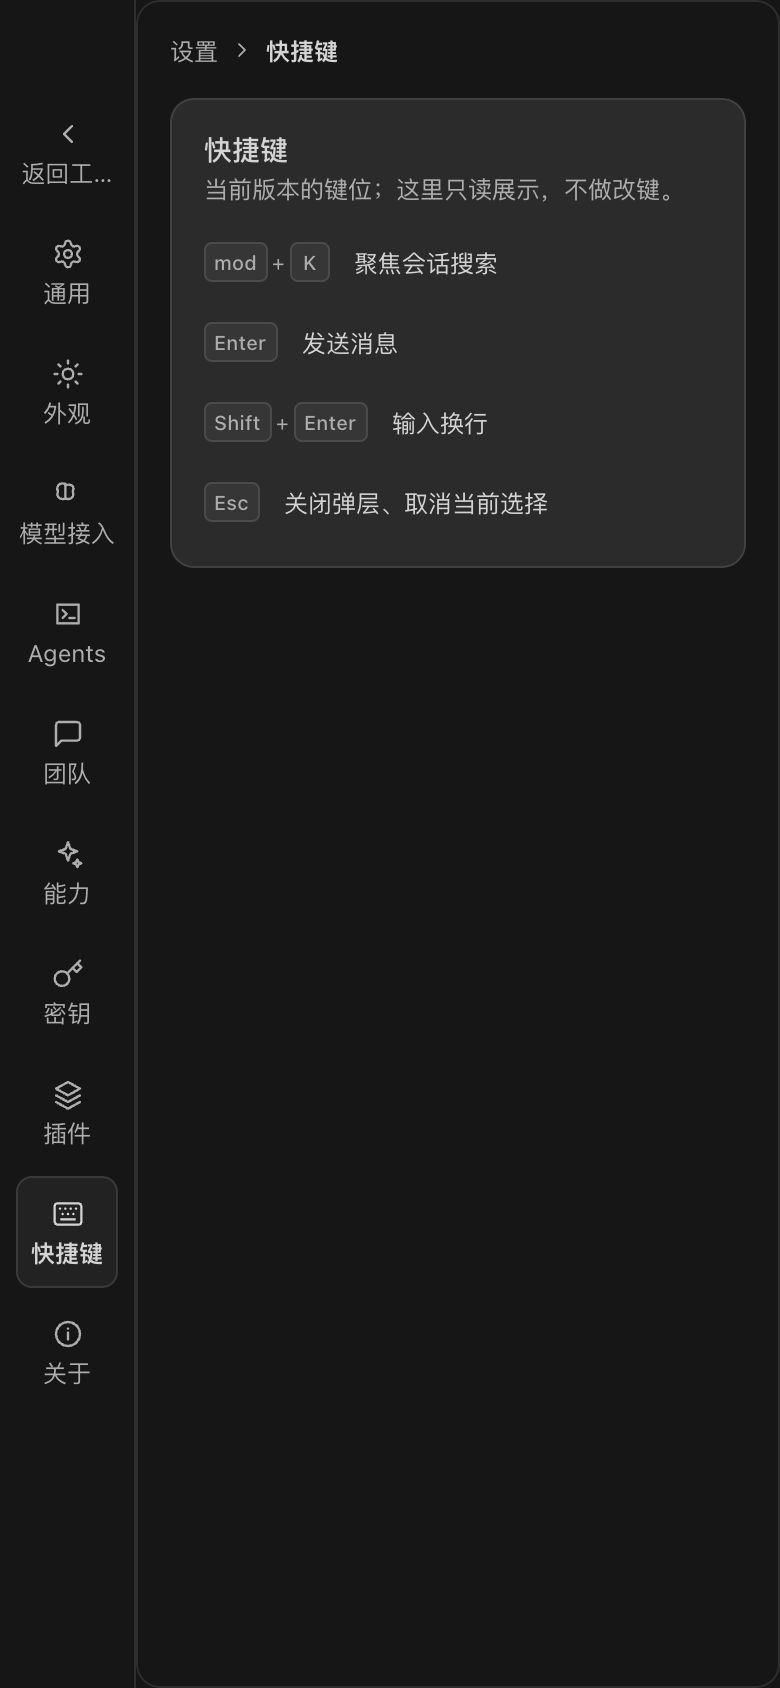 设置 > 快捷键
返回工...
通用
外观
模型接入
Agents
团队
能力
密钥
插件
快捷键
关于
快捷键
当前版本的键位；这里只读展示，不做改键。
mod + K 聚焦会话搜索
Enter 发送消息
Shift + Enter 输入换行
Esc 关闭弹层、取消当前选择